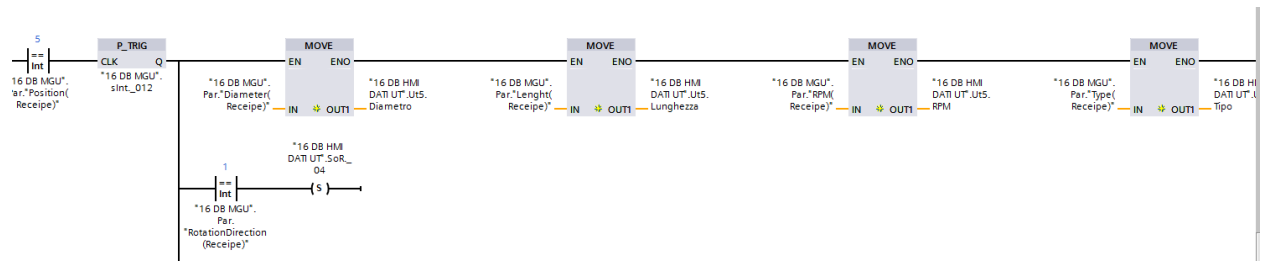 5
==
Int
16 DB MGU".
ar."Position(
Receipe)"
P_TRIG
CLK Q
"16 DB MGU".
sInt._012
MOVE
EN ENO
"16 DB MGU".
Par."Diameter(
Receipe)"
IN OUT1
"16 DB HMI
DATI UT".Ut5.
Diametro
MOVE
EN ENO
"16 DB MGU".
Par."Lenght(
Receipe)"
IN OUT1
"16 DB HMI
DATI UT".Ut5.
Lunghezza
MOVE
EN ENO
"16 DB MGU".
Par."RPM(
Receipe)"
IN OUT1
"16 DB HMI
DATI UT".Ut5.
RPM
MOVE
EN ENO
"16 DB MGU".
Par."Type(
Receipe)"
IN OUT1
"16 DB
DATI UT".
Tipo
1
==
Int
"16 DB MGU".
Par.
"RotationDirection
(Receipe)"
"16 DB HMI
DATI UT".SoR._
04
S